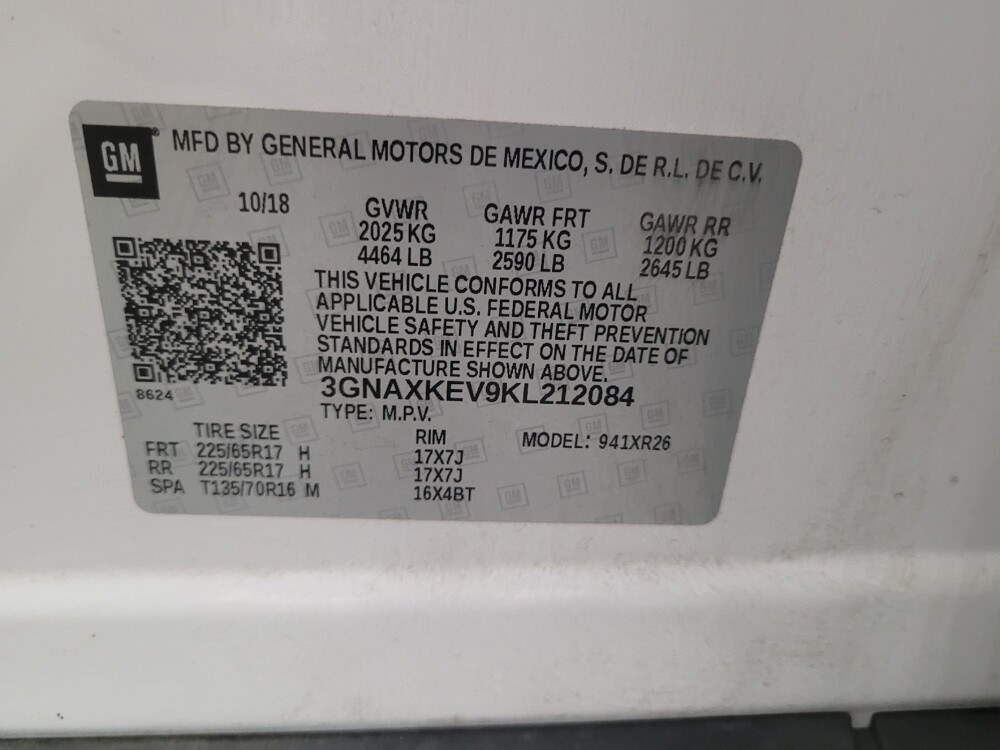 GM
MFD BY GENERAL MOTORS DE MEXICO, S. DE R.L. DE C.V.
10/18
GVWR GAWR FRT GAWR RR
2025 KG 1175 KG 1200 KG
4464 LB 2590 LB 2645 LB
THIS VEHICLE CONFORMS TO ALL
APPLICABLE U.S. FEDERAL MOTOR
VEHICLE SAFETY AND THEFT PREVENTION
STANDARDS IN EFFECT ON THE DATE OF
MANUFACTURE SHOWN ABOVE.
8624
3GNAXKEV9KL212084
TYPE: M.P.V.
TIRE SIZE RIM MODEL: 941XR26
FRT 225/65R17 H 17X7J
RR 225/65R17 H 17X7J
SPA T135/70R16 M 16X4BT